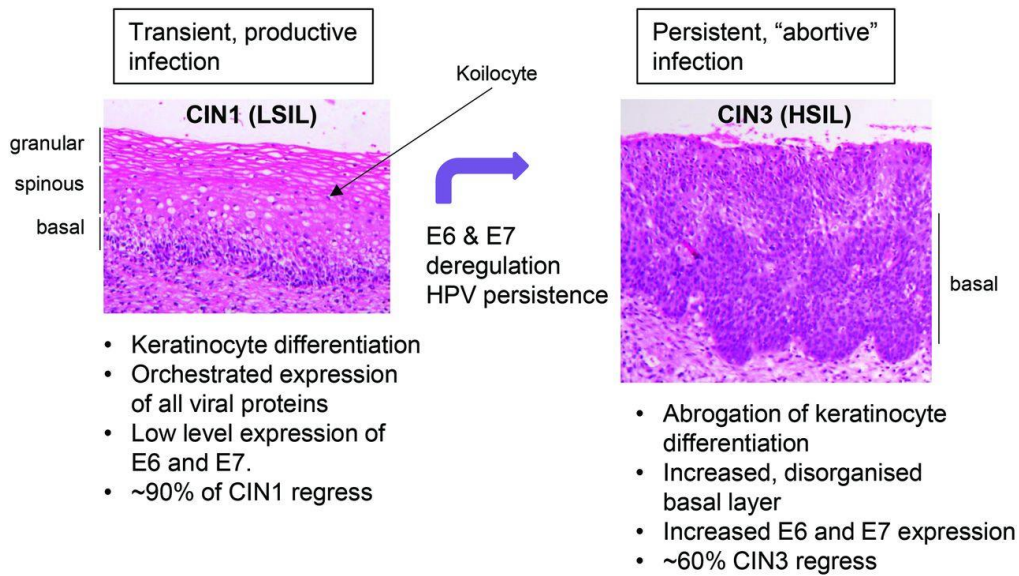 Transient, productive
infection
Koilocyte
CIN1 (LSIL)
granular
spinous
basal
E6 & E7
deregulation
HPV persistence
Persistent, “abortive”
infection
CIN3 (HSIL)
basal
• Keratinocyte differentiation
• Orchestrated expression
of all viral proteins
• Low level expression of
E6 and E7.
• ~90% of CIN1 regress
• Abrogation of keratinocyte
differentiation
• Increased, disorganised
basal layer
• Increased E6 and E7 expression
• ~60% CIN3 regress